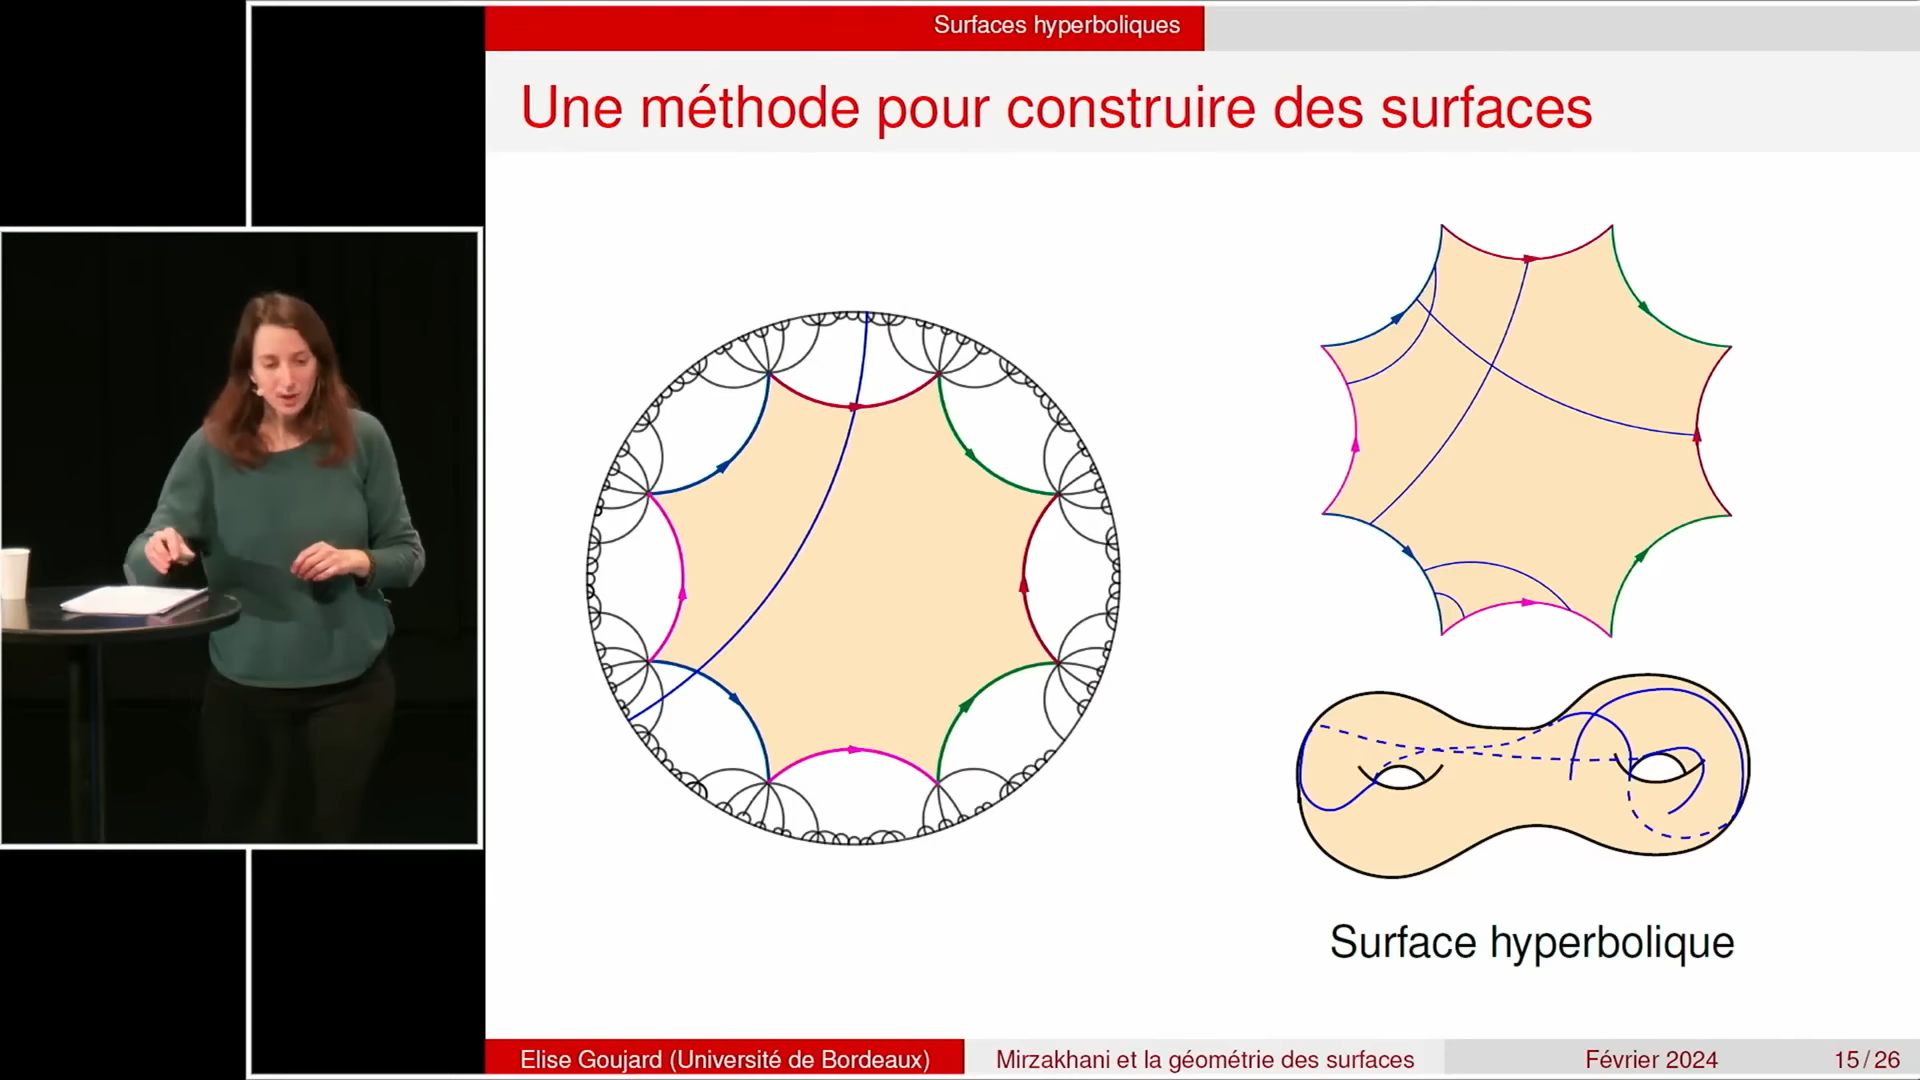 Surfaces hyperboliques
Une méthode pour construire des surfaces
Surface hyperbolique
Elise Goujard (Université de Bordeaux)
Mirzakhani et la géométrie des surfaces
Février 2024
15 / 26